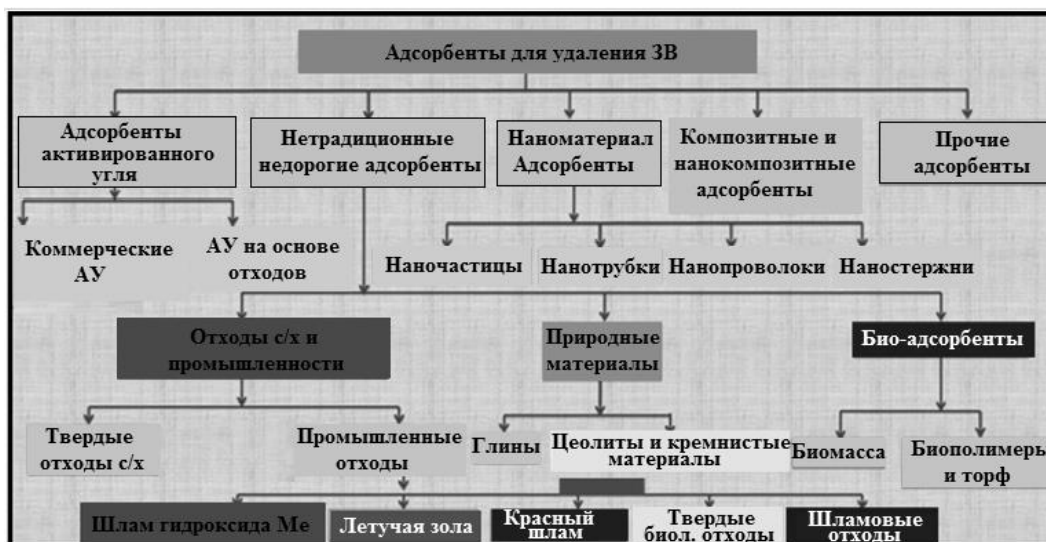 Адсорбенты для удаления ЗВ
Адсорбенты
активированного
угля
Нетрадиционные
недорогие адсорбенты
Наноматериал
Адсорбенты
Композитные и
нанокомпозитные
адсорбенты
Прочие
адсорбенты
Коммерческие
АУ
АУ на основе
отходов
Наночастицы
Нанотрубки
Нанопроволоки
Наностержни
Отходы с/х и
промышленности
Природные
материалы
Био-адсорбенты
Твердые
отходы с/х
Промышленные
отходы
Глины
Цеолиты и кремнистые
материалы
Биомасса
Биополимеры
и торф
Шлам гидроксида Ме
Летучая зола
Красный
шлам
Твердые
биол. отходы
Шламовые
отходы